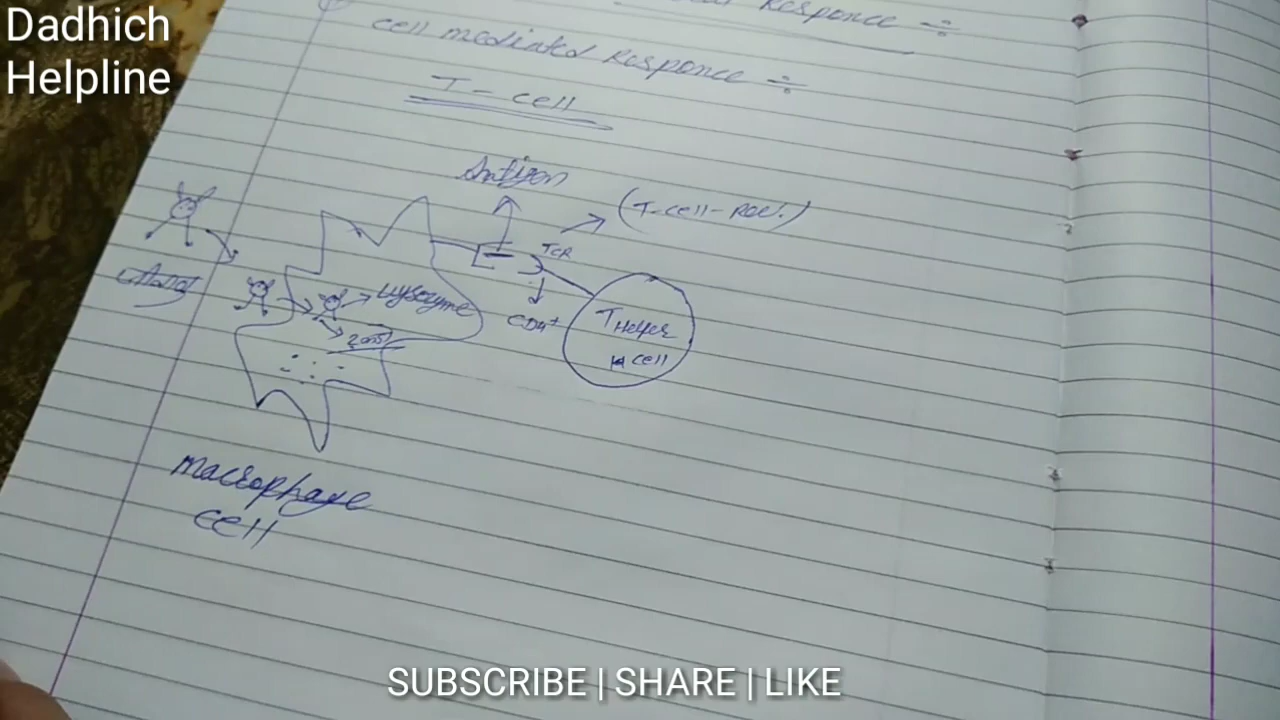 Dadhich
Helpline
Responce ÷
cell mediated Responce ÷
T - cell
Antigen
(T-cell-Rec.)
TCR
Lysozyme
CD4+
T Helper
cell
macrophage
cell
SUBSCRIBE | SHARE | LIKE